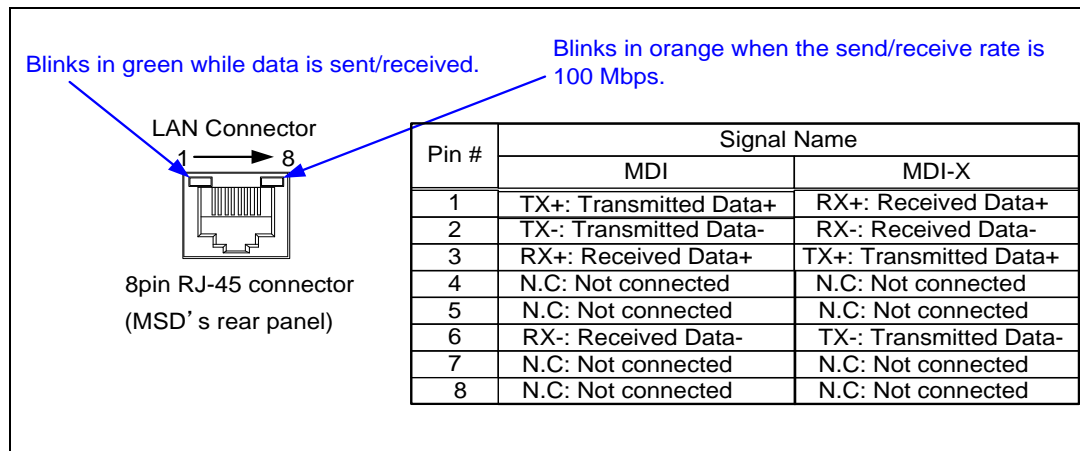 Blinks in green while data is sent/received.
Blinks in orange when the send/receive rate is
100 Mbps.
LAN Connector
1 8
8pin RJ-45 connector
(MSD’s rear panel)
Pin # Signal Name
MDI MDI-X
1 TX+: Transmitted Data+ RX+: Received Data+
2 TX-: Transmitted Data- RX-: Received Data-
3 RX+: Received Data+ TX+: Transmitted Data+
4 N.C: Not connected N.C: Not connected
5 N.C: Not connected N.C: Not connected
6 RX-: Received Data- TX-: Transmitted Data-
7 N.C: Not connected N.C: Not connected
8 N.C: Not connected N.C: Not connected